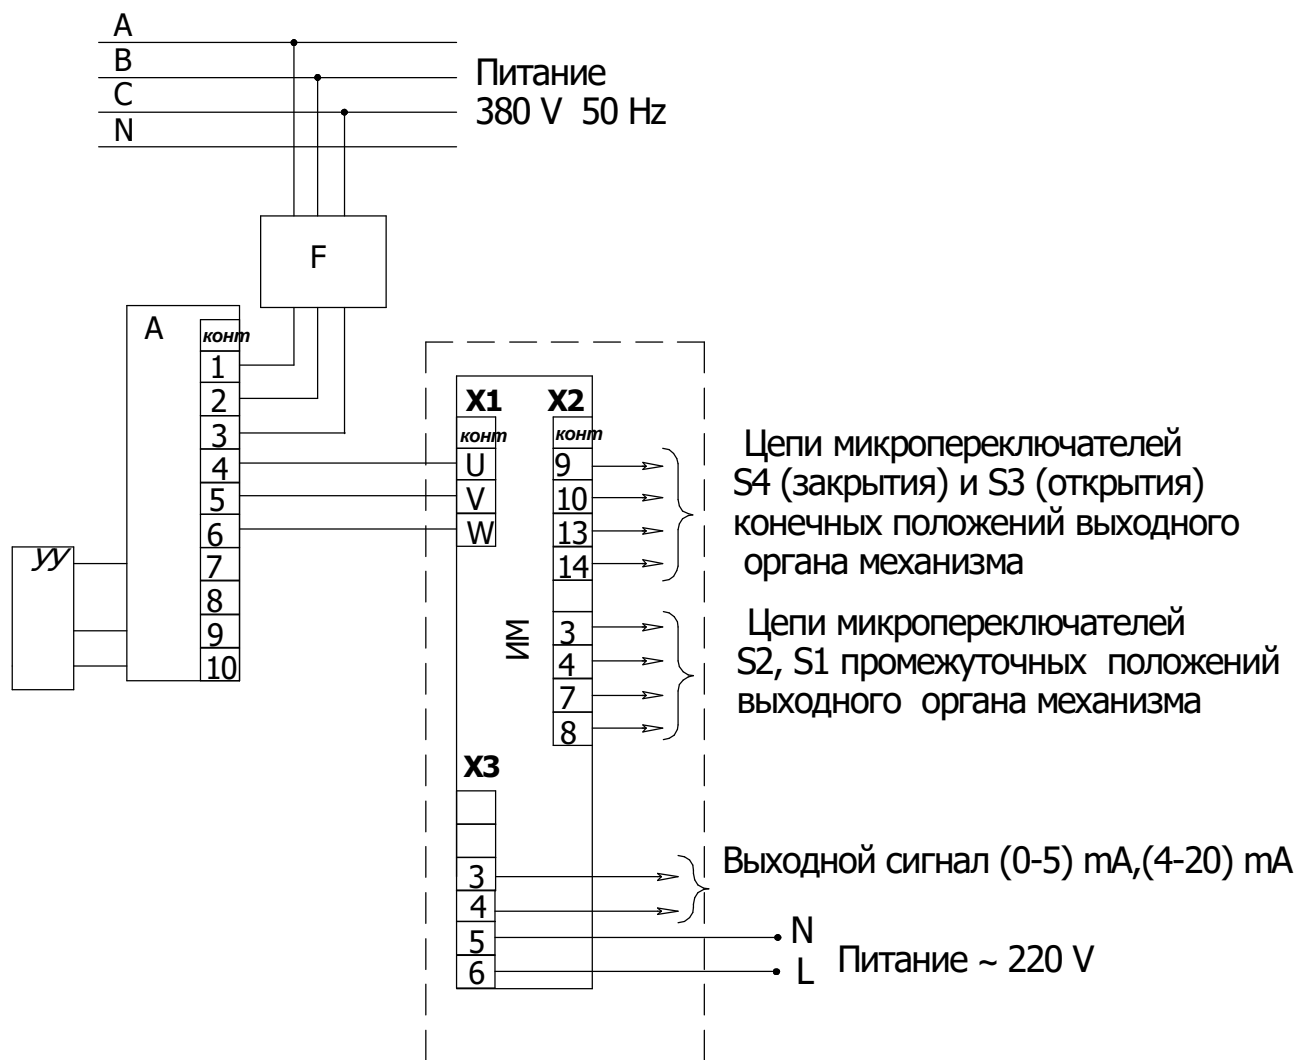 A
B
C
N
Питание
380 V 50 Hz
F
A
конт
1
2
3
4
5
6
7
8
9
10
УУ
X1
конт
U
V
W
X2
конт
9
10
13
14
3
4
7
8
ИМ
Цепи микропереключателей
S4 (закрытия) и S3 (открытия)
конечных положений выходного
органа механизма
Цепи микропереключателей
S2, S1 промежуточных положений
выходного органа механизма
X3
3
4
5
6
Выходной сигнал (0-5) mA,(4-20) mA
N
L
Питание ~ 220 V